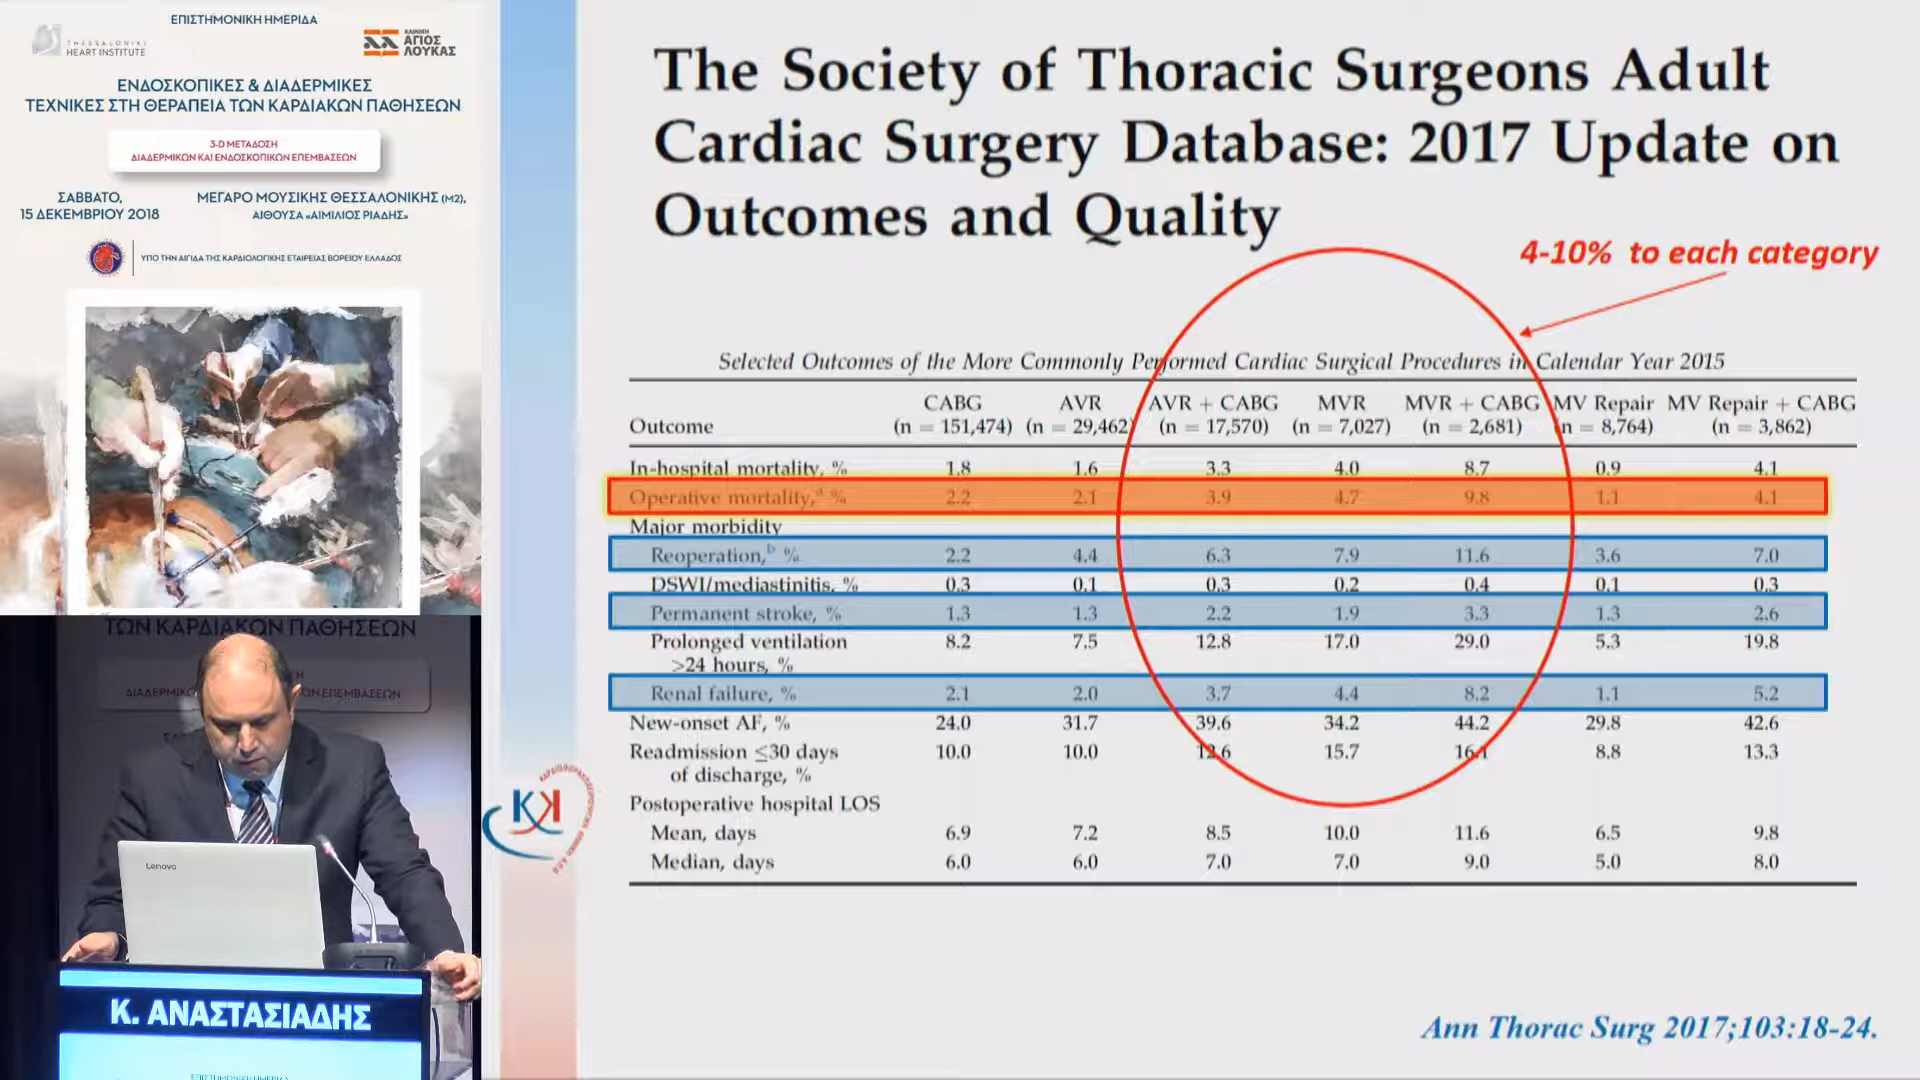 ΕΠΙΣΤΗΜΟΝΙΚΗ ΗΜΕΡΙΔΑ
THESSALONIKI
HEART INSTITUTE
ΚΛΙΝΙΚΗ
ΑΓΙΟΣ
ΛΟΥΚΑΣ
ΕΝΔΟΣΚΟΠΙΚΕΣ & ΔΙΑΔΕΡΜΙΚΕΣ
ΤΕΧΝΙΚΕΣ ΣΤΗ ΘΕΡΑΠΕΙΑ ΤΩΝ ΚΑΡΔΙΑΚΩΝ ΠΑΘΗΣΕΩΝ
3-D ΜΕΤΑΔΟΣΗ
ΔΙΑΔΕΡΜΙΚΩΝ ΚΑΙ ΕΝΔΟΣΚΟΠΙΚΩΝ ΕΠΕΜΒΑΣΕΩΝ
ΣΑΒΒΑΤΟ,
15 ΔΕΚΕΜΒΡΙΟΥ 2018
ΜΕΓΑΡΟ ΜΟΥΣΙΚΗΣ ΘΕΣΣΑΛΟΝΙΚΗΣ (Μ2),
ΑΙΘΟΥΣΑ «ΑΙΜΙΛΙΟΣ ΡΙΑΔΗΣ»
ΥΠΟ ΤΗΝ ΑΙΓΙΔΑ ΤΗΣ ΚΑΡΔΙΟΛΟΓΙΚΗΣ ΕΤΑΙΡΕΙΑΣ ΒΟΡΕΙΟΥ ΕΛΛΑΔΟΣ
ΤΩΝ ΚΑΡΔΙΑΚΩΝ ΠΑΘΗΣΕΩΝ
ΕΠΕΜΒΑΣΕΩΝ
Lenovo
Κ. ΑΝΑΣΤΑΣΙΑΔΗΣ
ΕΠΙΣΤΗΜΟΝΙΚΗ ΗΜΕΡΙΔΑ
The Society of Thoracic Surgeons Adult
Cardiac Surgery Database: 2017 Update on
Outcomes and Quality
4-10% to each category
Selected Outcomes of the More Commonly Performed Cardiac Surgical Procedures in Calendar Year 2015
CABG AVR AVR + CABG MVR MVR + CABG MV Repair MV Repair + CABG
Outcome (n = 151,474) (n = 29,462) (n = 17,570) (n = 7,027) (n = 2,681) (n = 8,764) (n = 3,862)
In-hospital mortality, % 1.8 1.6 3.3 4.0 8.7 0.9 4.1
Operative mortality,a % 2.2 2.1 3.9 4.7 9.8 1.1 4.1
Major morbidity
Reoperation,b % 2.2 4.4 6.3 7.9 11.6 3.6 7.0
DSWI/mediastinitis, % 0.3 0.1 0.3 0.2 0.4 0.1 0.3
Permanent stroke, % 1.3 1.3 2.2 1.9 3.3 1.3 2.6
Prolonged ventilation 8.2 7.5 12.8 17.0 29.0 5.3 19.8
>24 hours, %
Renal failure, % 2.1 2.0 3.7 4.4 8.2 1.1 5.2
New-onset AF, % 24.0 31.7 39.6 34.2 44.2 29.8 42.6
Readmission ≤30 days 10.0 10.0 12.6 15.7 16.1 8.8 13.3
of discharge, %
Postoperative hospital LOS
Mean, days 6.9 7.2 8.5 10.0 11.6 6.5 9.8
Median, days 6.0 6.0 7.0 7.0 9.0 5.0 8.0
Ann Thorac Surg 2017;103:18-24.